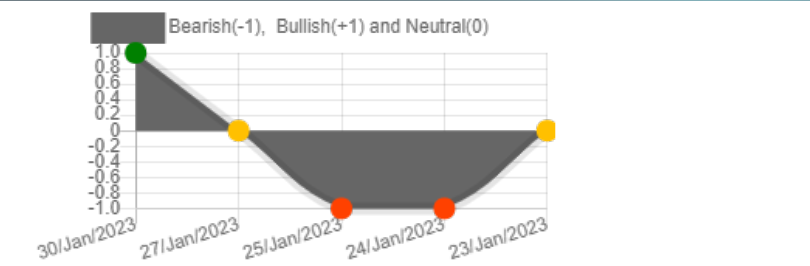 Bearish(-1),  Bullish(+1) and Neutral(0)
1.0
0.8
0.6
0.4
0.2
0
-0.2
-0.4
-0.6
-0.8
-1.0
30/Jan/2023
27/Jan/2023
25/Jan/2023
24/Jan/2023
23/Jan/2023